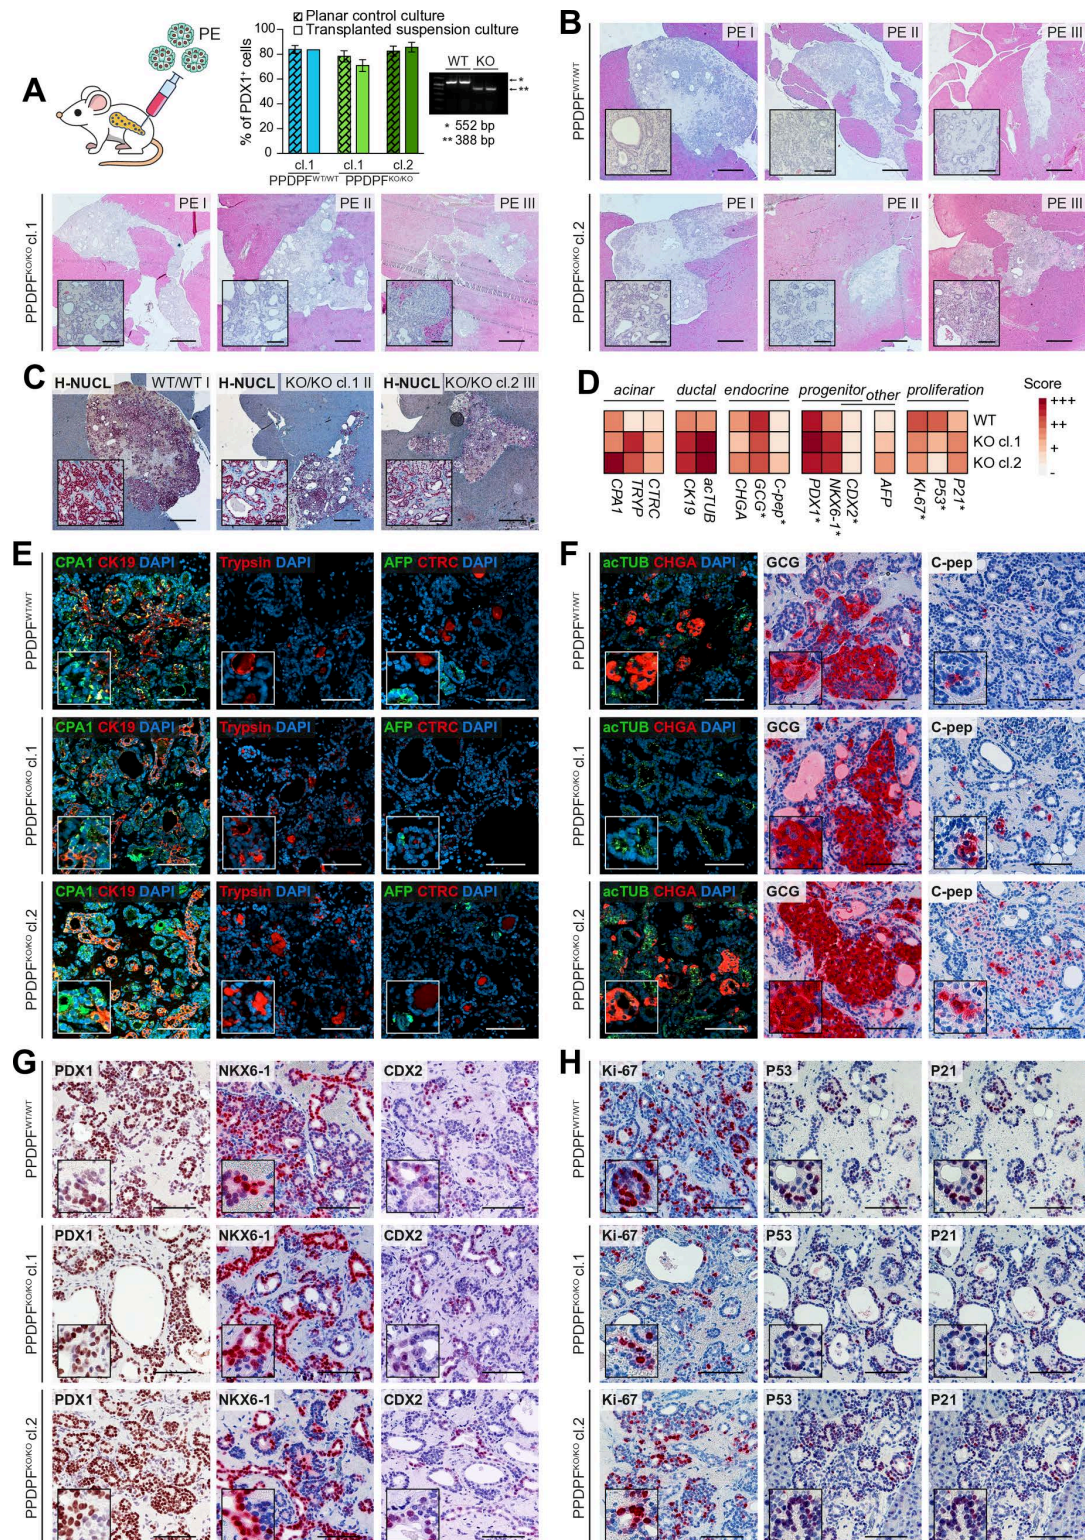 A
PE
Planar control culture
Transplanted suspension culture
% of PDX1+ cells
100
80
60
40
20
0
cl.1
cl.1
cl.2
PPDPFWT/WT
PPDPFKO/KO
WT KO
←*
←**
* 552 bp
** 388 bp
PPDPFKO/KO cl.1
PE I
PE II
PE III
B
PPDPFWT/WT
PE I
PE II
PE III
PPDPFKO/KO cl.2
PE I
PE II
PE III
C
H-NUCL WT/WT I
H-NUCL KO/KO cl.1 II
H-NUCL KO/KO cl.2 III
D
acinar
ductal
endocrine
progenitor
other
proliferation
Score
WT
KO cl.1
KO cl.2
+++
++
+
-
CPA1
TRYP
CTRC
CK19
acTUB
CHGA
GCG*
C-pep*
PDX1*
NKX6-1*
CDX2*
AFP
KI-67*
P53*
P21*
E
PPDPFWT/WT
CPA1 CK19 DAPI
Trypsin DAPI
AFP CTRC DAPI
PPDPFKO/KO cl.1
CPA1 CK19 DAPI
Trypsin DAPI
AFP CTRC DAPI
PPDPFKO/KO cl.2
CPA1 CK19 DAPI
Trypsin DAPI
AFP CTRC DAPI
F
PPDPFWT/WT
acTUB CHGA DAPI
GCG
C-pep
PPDPFKO/KO cl.1
acTUB CHGA DAPI
GCG
C-pep
PPDPFKO/KO cl.2
acTUB CHGA DAPI
GCG
C-pep
G
PPDPFWT/WT
PDX1
NKX6-1
CDX2
PPDPFKO/KO cl.1
PDX1
NKX6-1
CDX2
PPDPFKO/KO cl.2
PDX1
NKX6-1
CDX2
H
PPDPFWT/WT
Ki-67
P53
P21
PPDPFKO/KO cl.1
Ki-67
P53
P21
PPDPFKO/KO cl.2
Ki-67
P53
P21